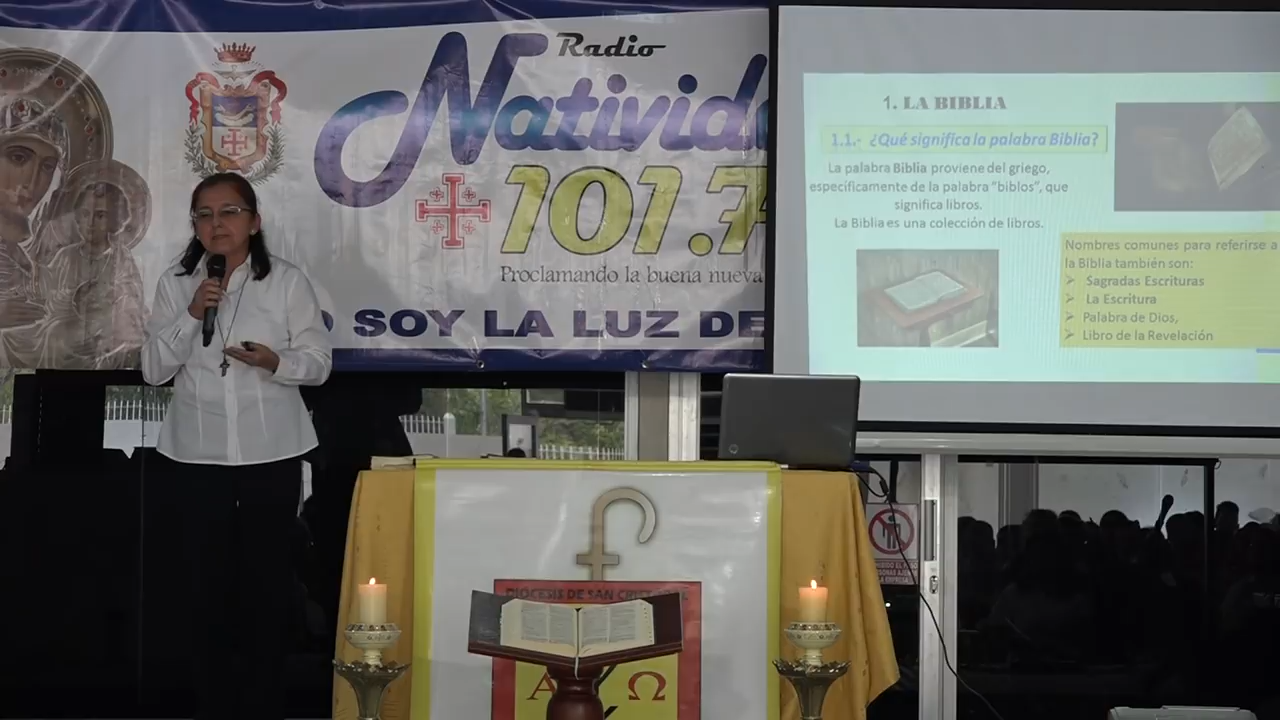 Radio
Nativid
101.7
Proclamando la buena nueva
O SOY LA LUZ DE
1. LA BIBLIA
1.1.- ¿Qué significa la palabra Biblia?
La palabra Biblia proviene del griego,
específicamente de la palabra "biblos", que
significa libros.
La Biblia es una colección de libros.
Nombres comunes para referirse a
la Biblia también son:
➢ Sagradas Escrituras
➢ La Escritura
➢ Palabra de Dios,
➢ Libro de la Revelación
hp
DIOCESIS DE SAN
A Ω